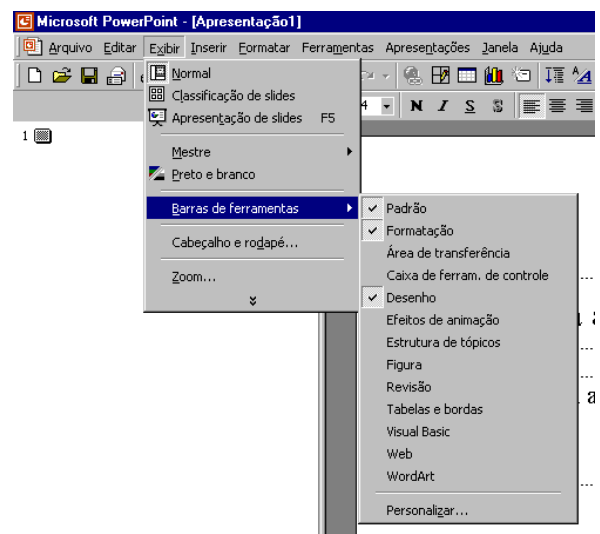 Microsoft PowerPoint - [Apresentação1]
Arquivo Editar Exibir Inserir Formatar Ferramentas Apresentações Janela Ajuda
Normal
Classificação de slides
Apresentação de slides F5
N I S S
1
Mestre
Preto e branco
Barras de ferramentas
Cabeçalho e rodapé...
Zoom...
Padrão
Formatação
Área de transferência
Caixa de ferram. de controle
Desenho
Efeitos de animação
Estrutura de tópicos
Figura
Revisão
Tabelas e bordas
Visual Basic
Web
WordArt
Personalizar...